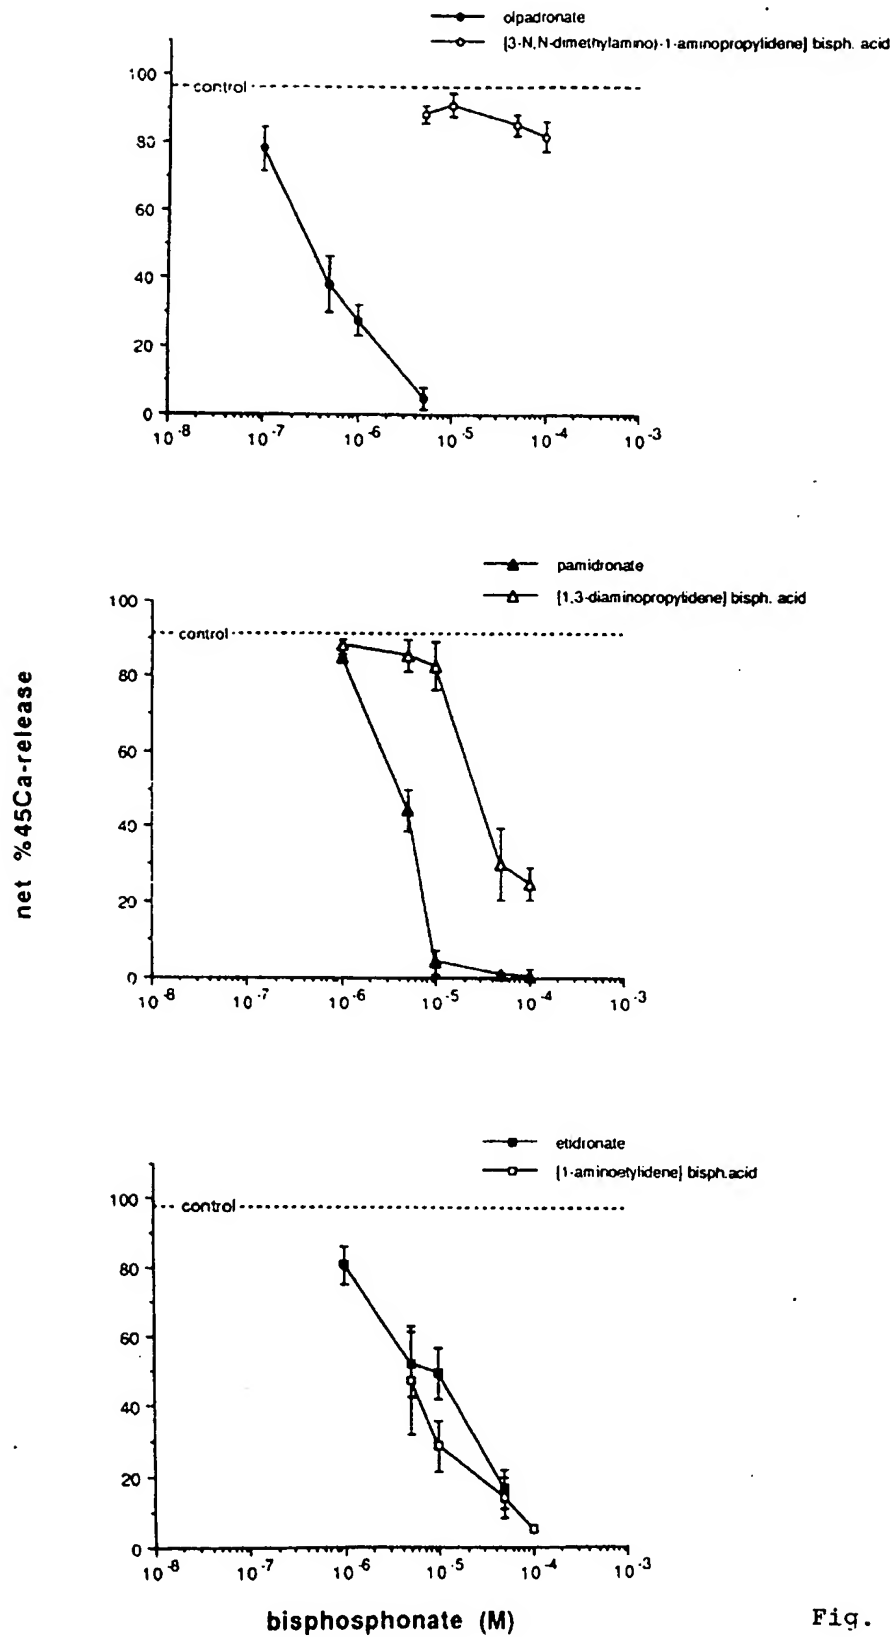 olpadronate
[3-N,N-dimethylamino)-1-aminopropylidene] bisph. acid
100
control
80
60
40
20
0
10-8 10-7 10-6 10-5 10-4 10-3
pamidronate
[1,3-diaminopropylidene] bisph. acid
100
control
80
60
40
20
0
10-8 10-7 10-6 10-5 10-4 10-3
net %45Ca-release
etidronate
[1-aminoetylidene] bisph.acid
100
control
80
60
40
20
0
10-8 10-7 10-6 10-5 10-4 10-3
bisphosphonate (M)
Fig.